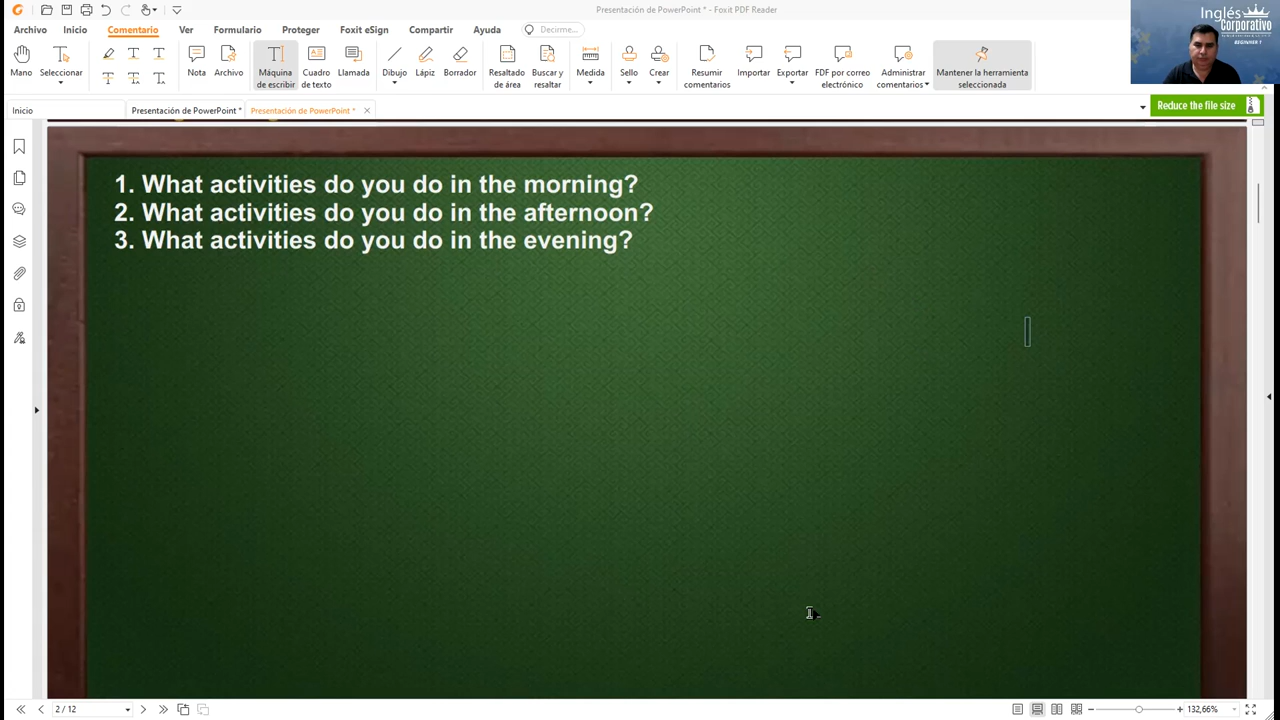 Presentación de PowerPoint * - Foxit PDF Reader
Archivo Inicio Comentario Ver Formulario Proteger Foxit eSign Compartir Ayuda Decirme...
Mano Seleccionar Nota Archivo Máquina de escribir Cuadro de texto Llamada Dibujo Lápiz Borrador Resaltado de área Buscar y resaltar Medida Sello Crear Resumir comentarios Importar Exportar FDF por correo electrónico Administrar comentarios Mantener la herramienta seleccionada
Inglés
Corporativo
BEGINNER 1
Inicio Presentación de PowerPoint * Presentación de PowerPoint * Reduce the file size
1. What activities do you do in the morning?
2. What activities do you do in the afternoon?
3. What activities do you do in the evening?
2 / 12 132,66%